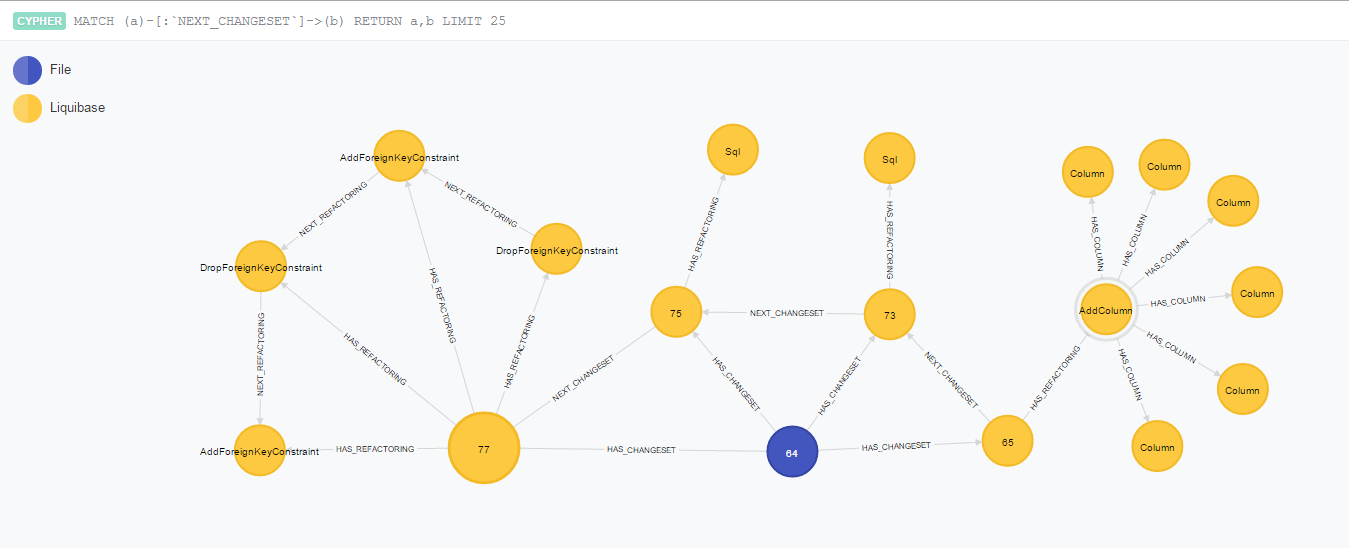 CYPHER MATCH (a)-[:`NEXT_CHANGESET`]->(b) RETURN a,b LIMIT 25
File
Liquibase
AddForeignKeyConstraint
Sql
Sql
Column
Column
Column
NEXT_REFACTORING
NEXT_REFACTORING
HAS_REFACTORING
HAS_REFACTORING
HAS_COLUMN
HAS_COLUMN
HAS_COLUMN
DropForeignKeyConstraint
DropForeignKeyConstraint
HAS_REFACTORING
75
NEXT_CHANGESET
73
AddColumn
HAS_COLUMN
Column
NEXT_REFACTORING
HAS_REFACTORING
HAS_REFACTORING
NEXT_CHANGESET
HAS_CHANGESET
HAS_CHANGESET
NEXT_CHANGESET
HAS_REFACTORING
HAS_COLUMN
HAS_COLUMN
Column
AddForeignKeyConstraint
HAS_REFACTORING
77
HAS_CHANGESET
64
HAS_CHANGESET
65
Column